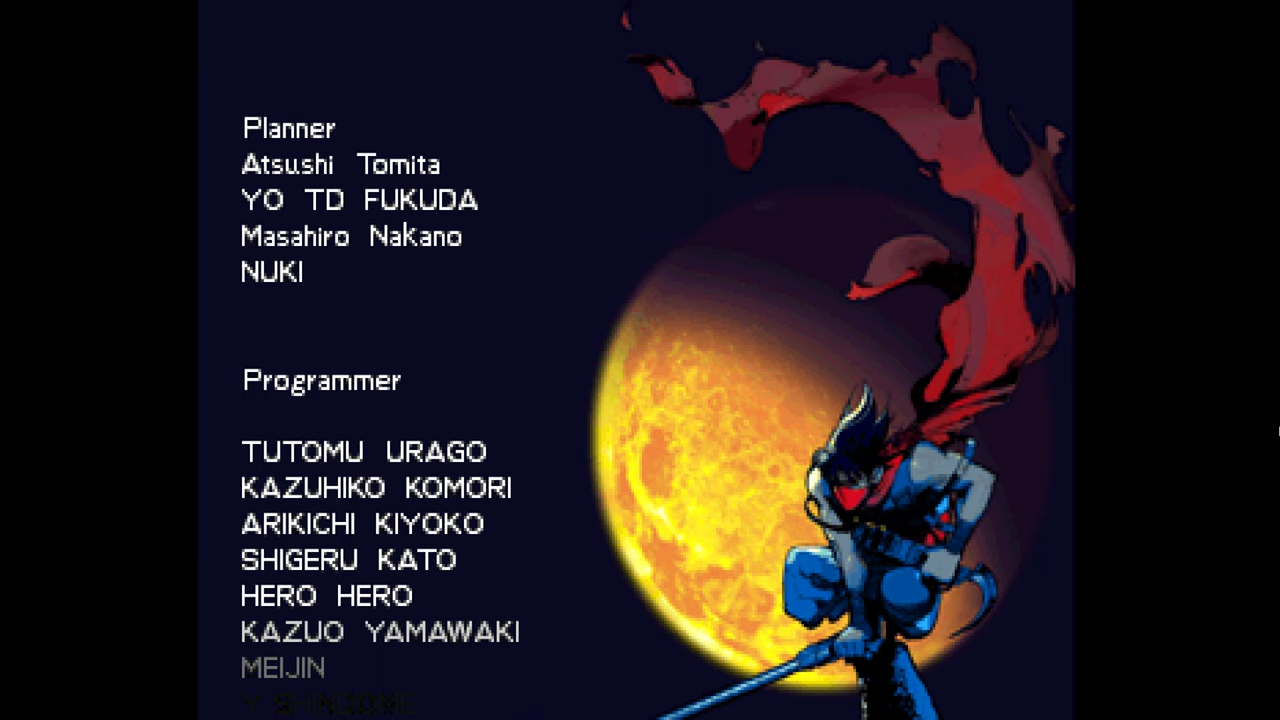 Planner
Atsushi Tomita
YO TD FUKUDA
Masahiro Nakano
NUKI
Programmer
TUTOMU URAGO
KAZUHIKO KOMORI
ARIKICHI KIYOKO
SHIGERU KATO
HERO HERO
KAZUO YAMAWAKI
MEIJIN
Y SHINZOME